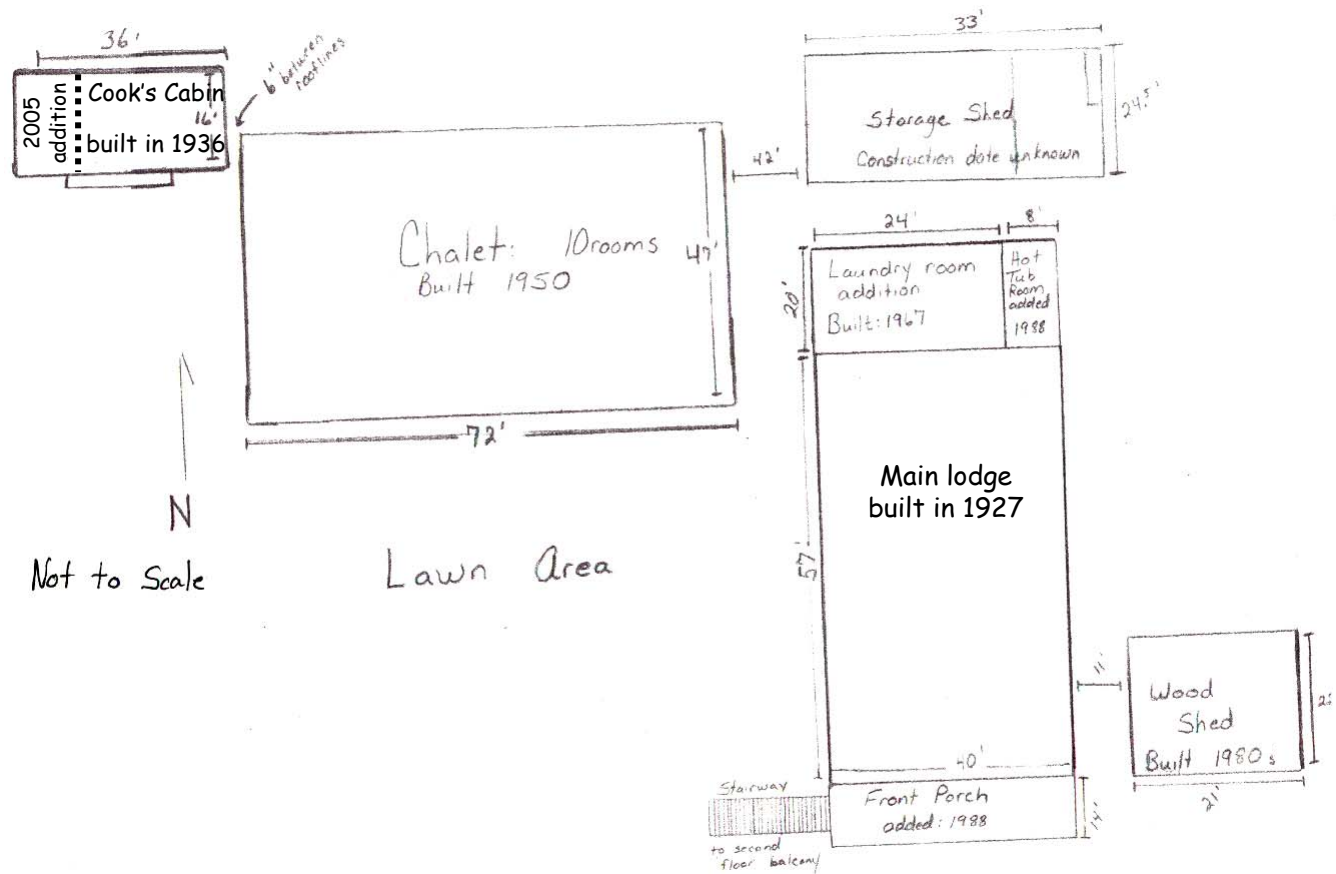 36'
2005
addition
Cook's Cabin
16'
built in 1936
6" between
rooflines
Chalet: 10 rooms
Built 1950
47'
72'
42'
33'
Storage Shed
Construction date unknown
24.5'
24'
8'
Laundry room
addition
Built: 1967
20'
Hot
Tub
Room
added
1988
Main lodge
built in 1927
57'
40'
N
Not to Scale
Lawn Area
11'
Wood
Shed
Built 1980s
21'
Stairway
to second
floor balcony
Front Porch
added: 1988
14'